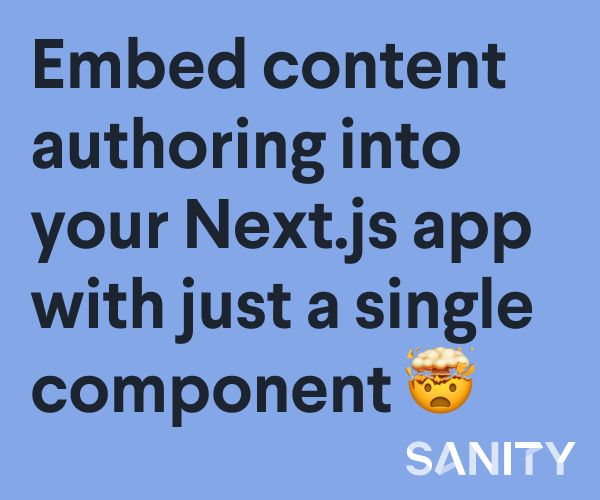 Embed content
authoring into
your Next.js app
with just a single
component 🤯
SANITY